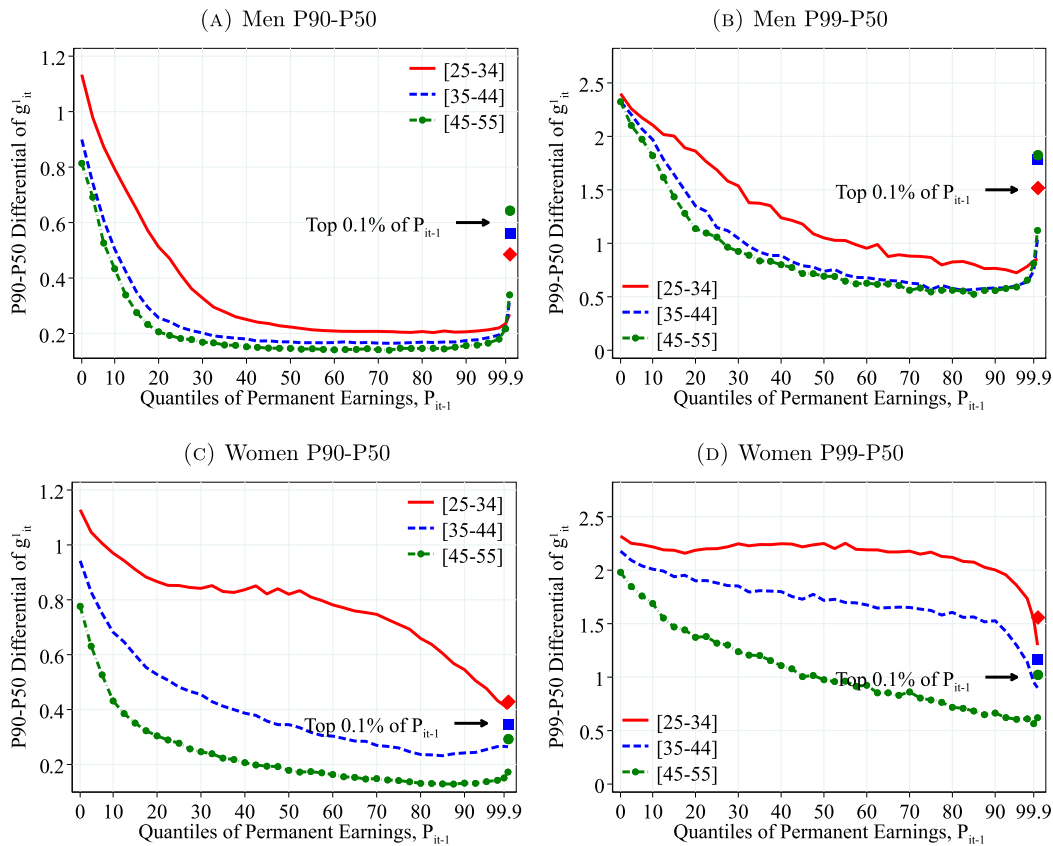 (A) Men P90-P50
P90-P50 Differential of g¹it
1.2
1
0.8
0.6
0.4
0.2
[25-34]
[35-44]
[45-55]
Top 0.1% of Pit-1
0 10 20 30 40 50 60 70 80 90 99.9
Quantiles of Permanent Earnings, Pit-1
(B) Men P99-P50
P99-P50 Differential of g¹it
2.5
2
1.5
1
0.5
0
Top 0.1% of Pit-1
[25-34]
[35-44]
[45-55]
0 10 20 30 40 50 60 70 80 90 99.9
Quantiles of Permanent Earnings, Pit-1
(C) Women P90-P50
P90-P50 Differential of g¹it
1.2
1
0.8
0.6
0.4
0.2
[25-34]
[35-44]
[45-55]
Top 0.1% of Pit-1
0 10 20 30 40 50 60 70 80 90 99.9
Quantiles of Permanent Earnings, Pit-1
(D) Women P99-P50
P99-P50 Differential of g¹it
2.5
2
1.5
1
0.5
0
Top 0.1% of Pit-1
[25-34]
[35-44]
[45-55]
0 10 20 30 40 50 60 70 80 90 99.9
Quantiles of Permanent Earnings, Pit-1